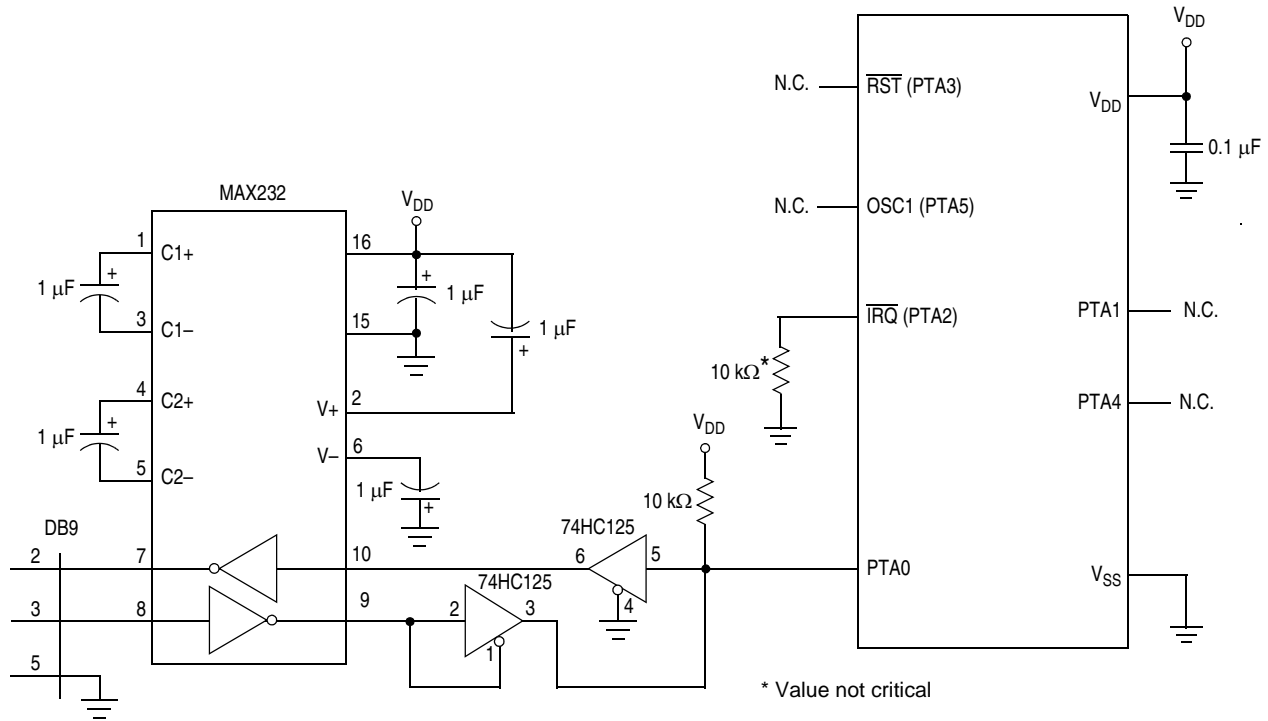 V_DD
N.C.
RST (PTA3)
V_DD
0.1 μF
MAX232
V_DD
N.C.
OSC1 (PTA5)
1
C1+
16
+
+
1 μF
1 μF
3
C1–
15
1 μF
+
IRQ (PTA2)
PTA1
N.C.
10 kΩ*
4
C2+
V+
2
PTA4
N.C.
+
1 μF
V_DD
5
C2–
V–
6
1 μF
+
10 kΩ
DB9
74HC125
2
7
10
6
5
PTA0
V_SS
4
74HC125
3
8
9
2
3
1
5
* Value not critical